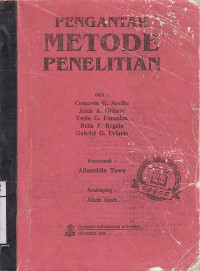 PENGANTAR
METODE
PENELITIAN
oleh :
Consuelo G. Sevilla
Jesus A. Ochave
Twila G. Punsalan
Bella P. Regala
Gabriel G. Uriarte
Penerjemah :
Alimuddin Tuwu
Pendamping :
Alam Syah
PENERBIT UNIVERSITAS INDONESIA